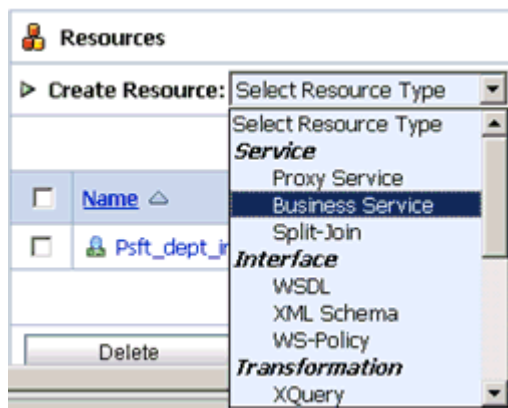 Resources
Create Resource: Select Resource Type
Select Resource Type
Service
Proxy Service
Business Service
Split-Join
Interface
WSDL
XML Schema
WS-Policy
Transformation
XQuery
Name
Psft_dept_i
Delete